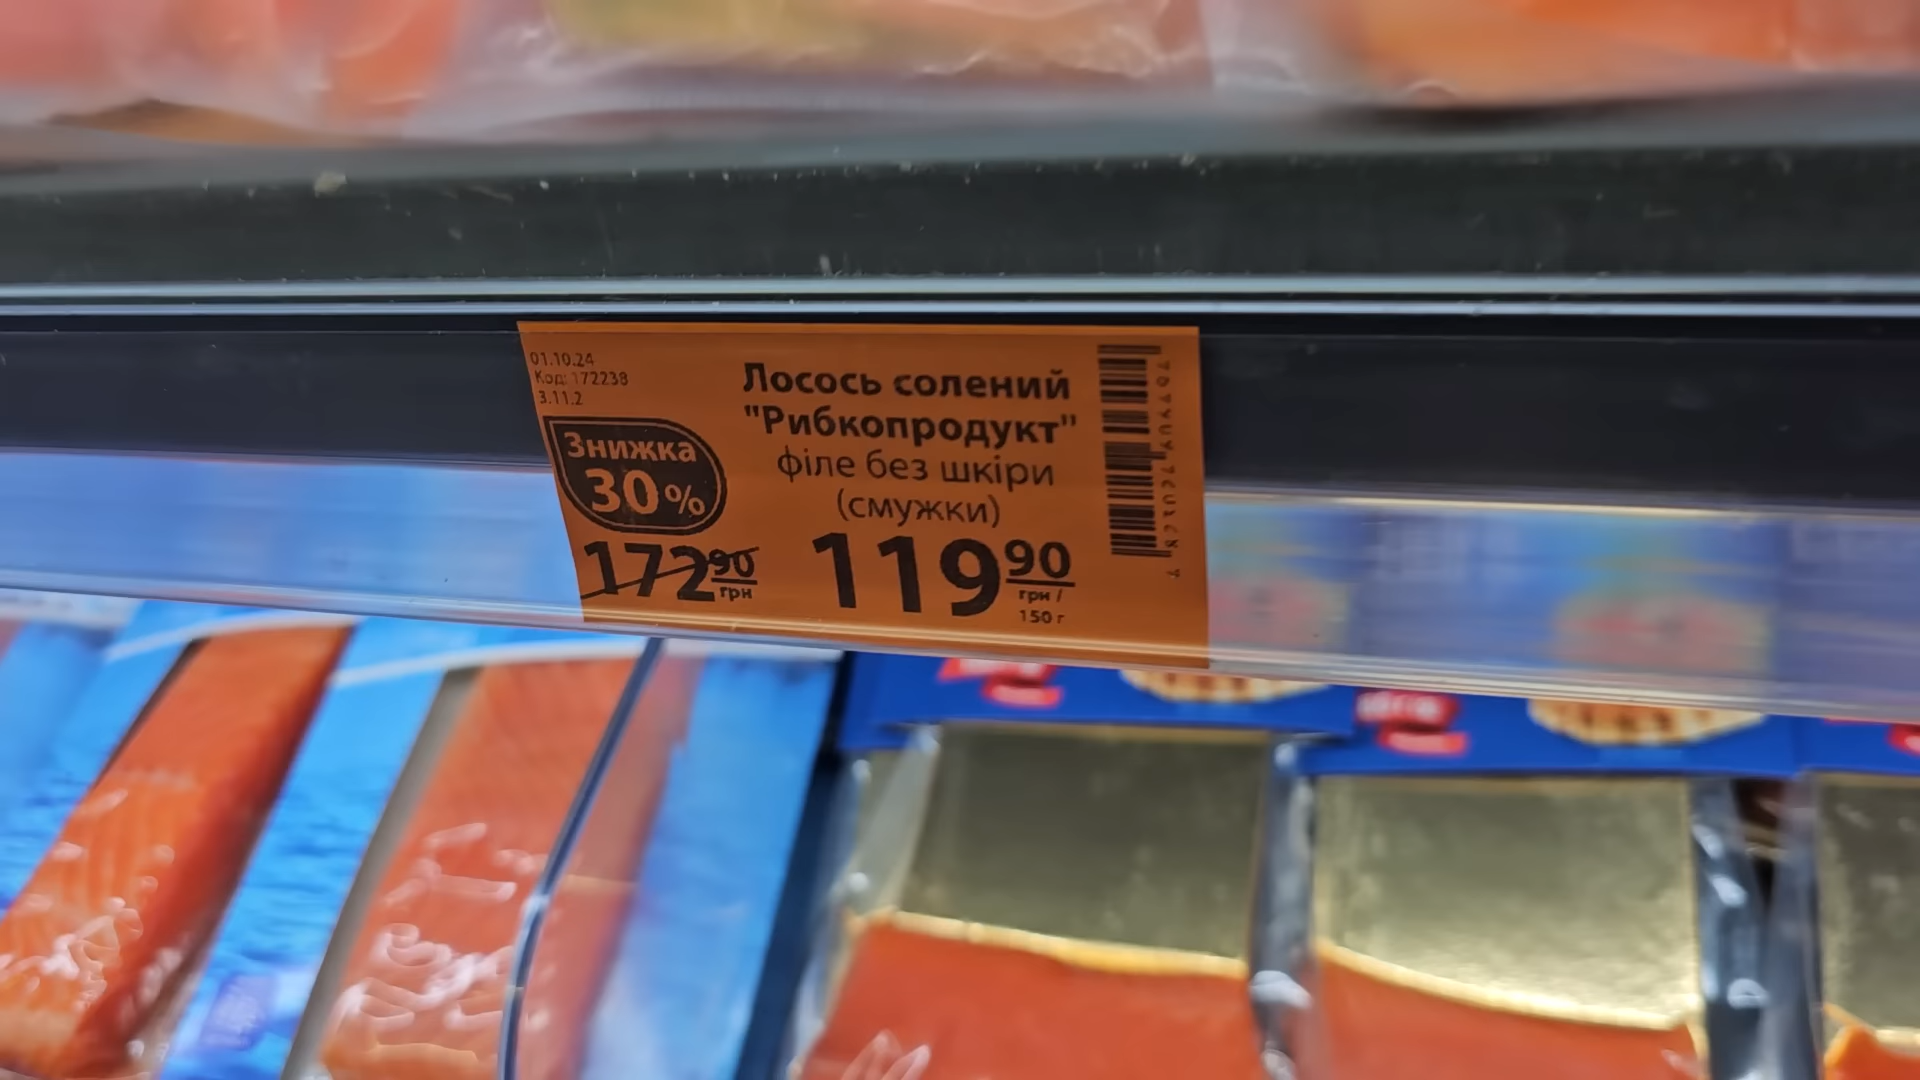 01.10.24
Код: 172238
3.11.2
Знижка
30%
Лосось солений
"Рибкопродукт"
філе без шкіри
(смужки)
172 90
грн
119 90
грн /
150 г